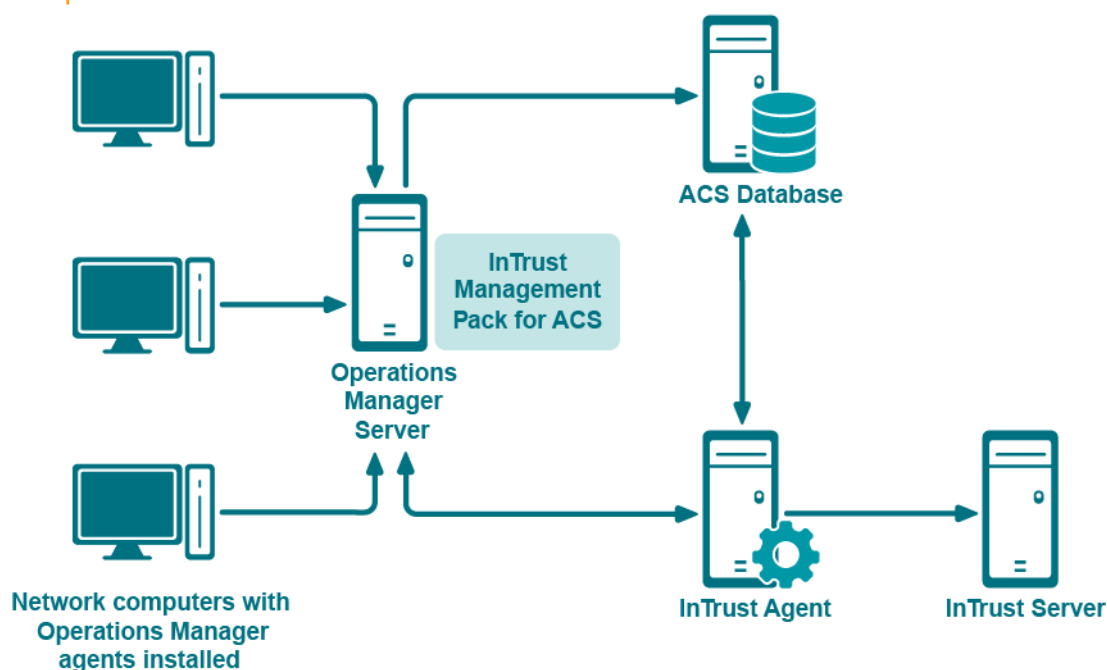 ACS Database
InTrust
Management
Pack for ACS
Operations
Manager
Server
Network computers with
Operations Manager
agents installed
InTrust Agent
InTrust Server